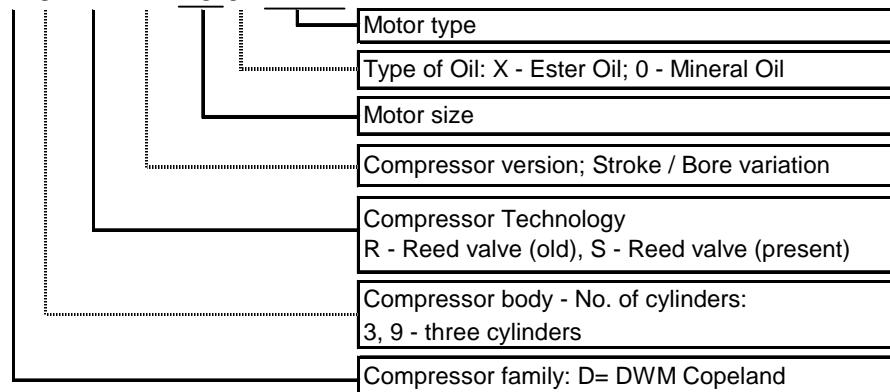 Motor type
Type of Oil: X - Ester Oil; 0 - Mineral Oil
Motor size
Compressor version; Stroke / Bore variation
Compressor Technology
R - Reed valve (old), S - Reed valve (present)
Compressor body - No. of cylinders:
3, 9 - three cylinders
Compressor family: D= DWM Copeland